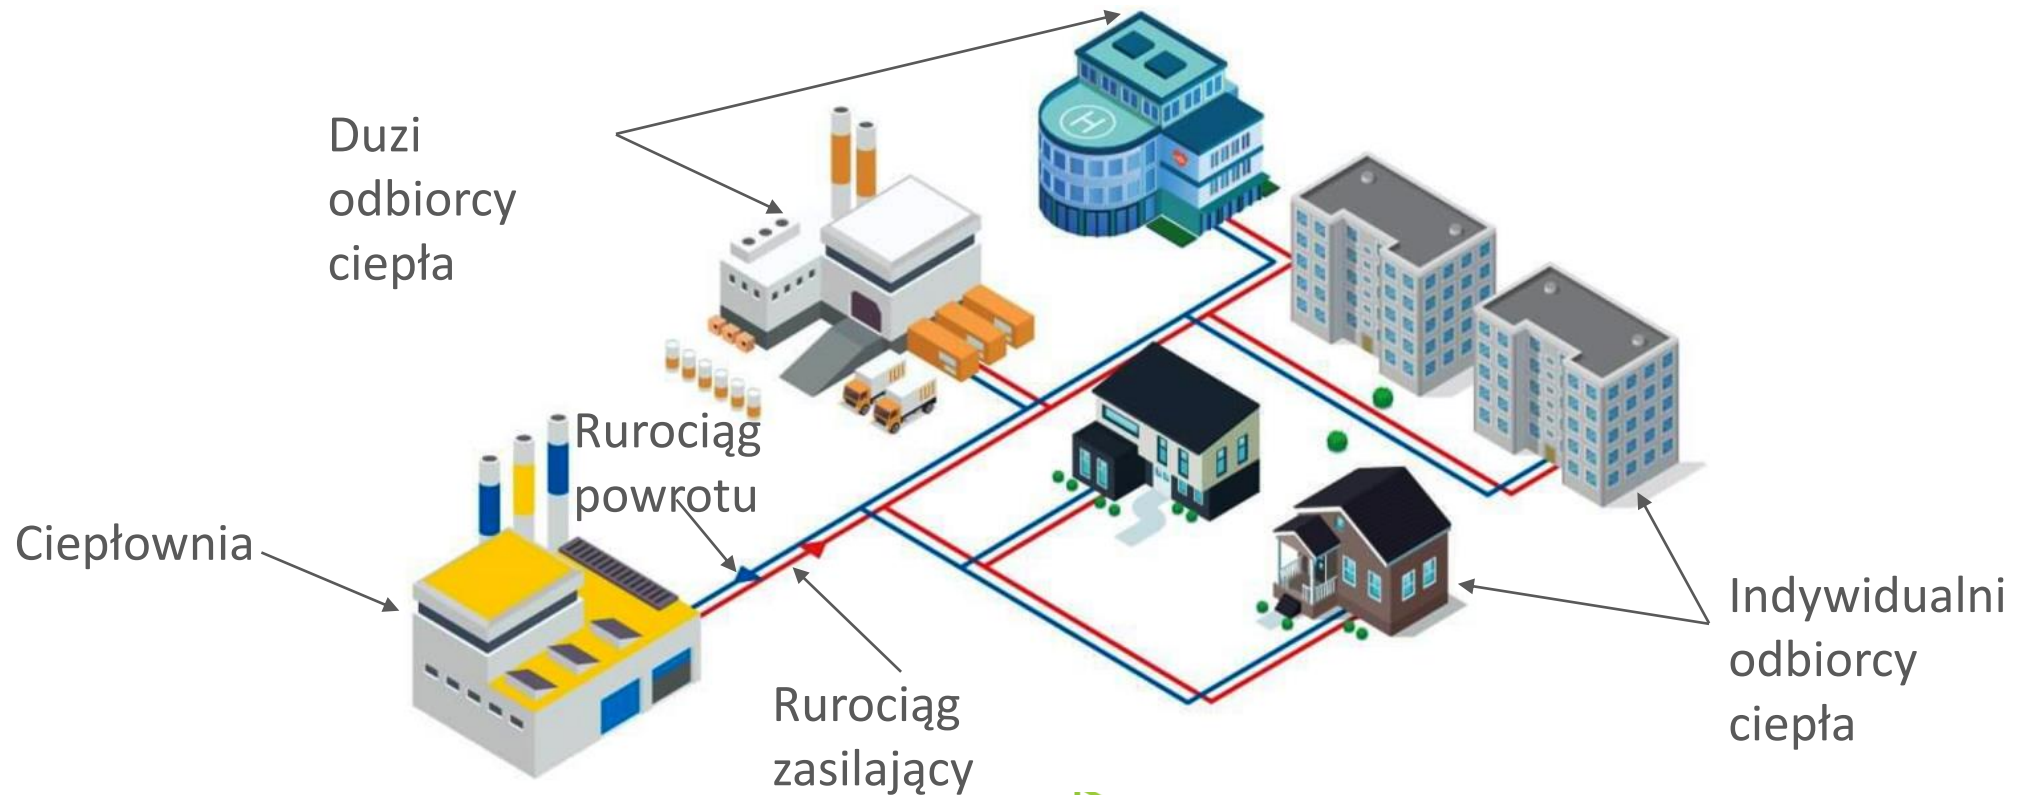 Duzi
odbiorcy
ciepła
Rurociąg
powrotu
Ciepłownia
H
Indywidualni
odbiorcy
ciepła
Rurociąg
zasilający